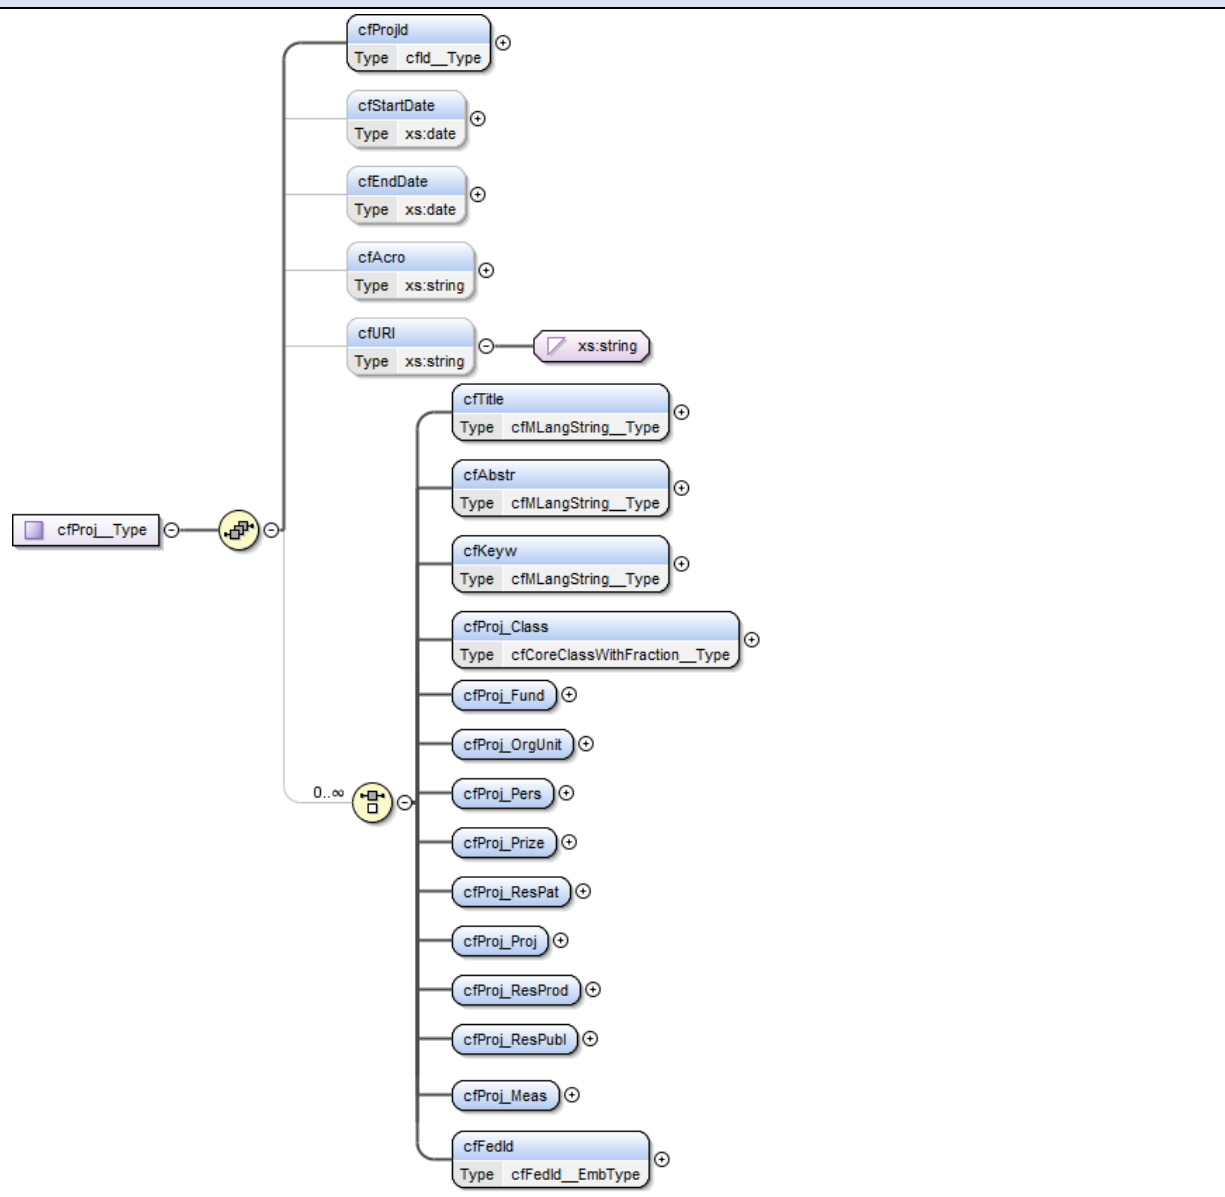 cfProjId
Type cfId__Type
cfStartDate
Type xs:date
cfEndDate
Type xs:date
cfAcro
Type xs:string
cfURI
Type xs:string
xs:string
cfTitle
Type cfMLangString__Type
cfAbstr
Type cfMLangString__Type
cfProj__Type
cfKeyw
Type cfMLangString__Type
cfProj_Class
Type cfCoreClassWithFraction__Type
cfProj_Fund
cfProj_OrgUnit
0..∞
cfProj_Pers
cfProj_Prize
cfProj_ResPat
cfProj_Proj
cfProj_ResProd
cfProj_ResPubl
cfProj_Meas
cfFedId
Type cfFedId__EmbType